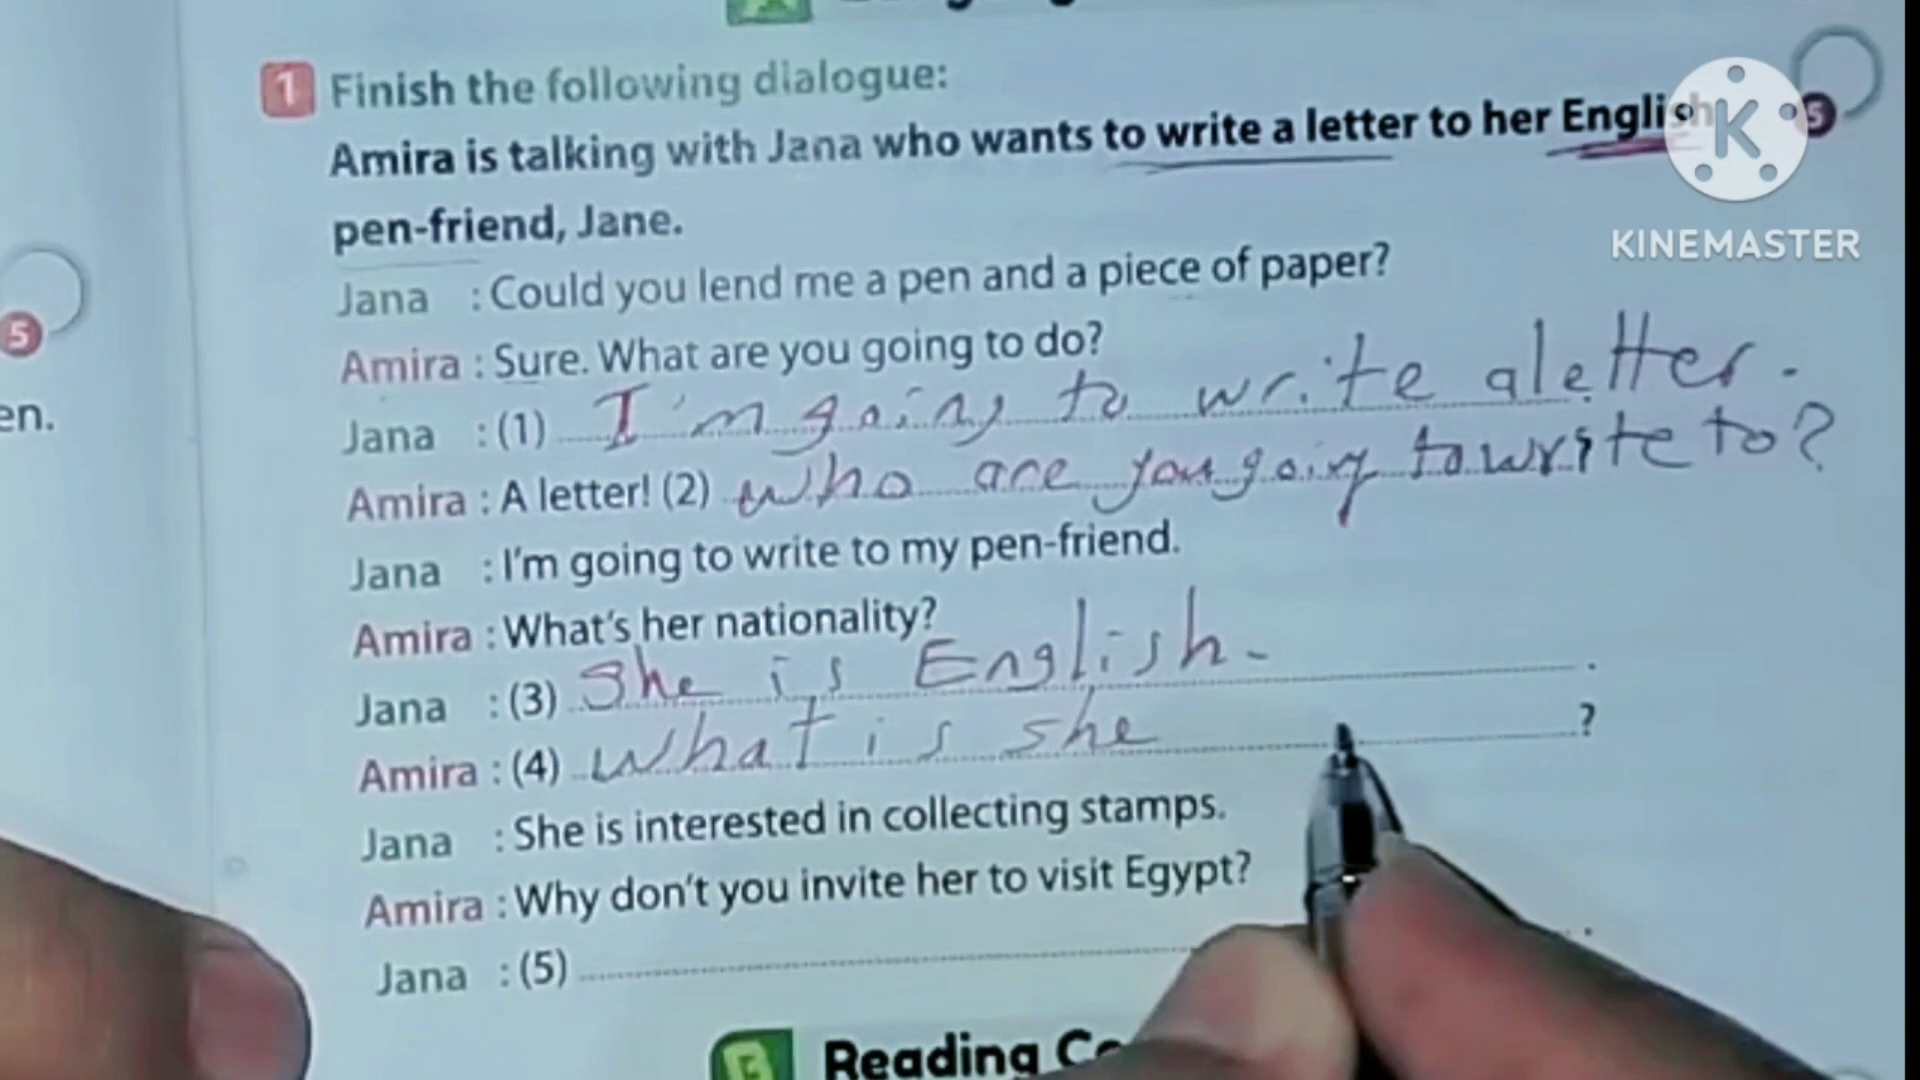 1 Finish the following dialogue:
Amira is talking with Jana who wants to write a letter to her English 5
pen-friend, Jane.
Jana : Could you lend me a pen and a piece of paper?
Amira : Sure. What are you going to do?
Jana : (1) I'm going to write a letter.
Amira : A letter! (2) who are you going to write to?
Jana : I'm going to write to my pen-friend.
Amira : What's her nationality?
Jana : (3) She is English.
Amira : (4) What is she ?
Jana : She is interested in collecting stamps.
Amira : Why don't you invite her to visit Egypt?
Jana : (5)
B Reading
5
en.
K
KINEMASTER